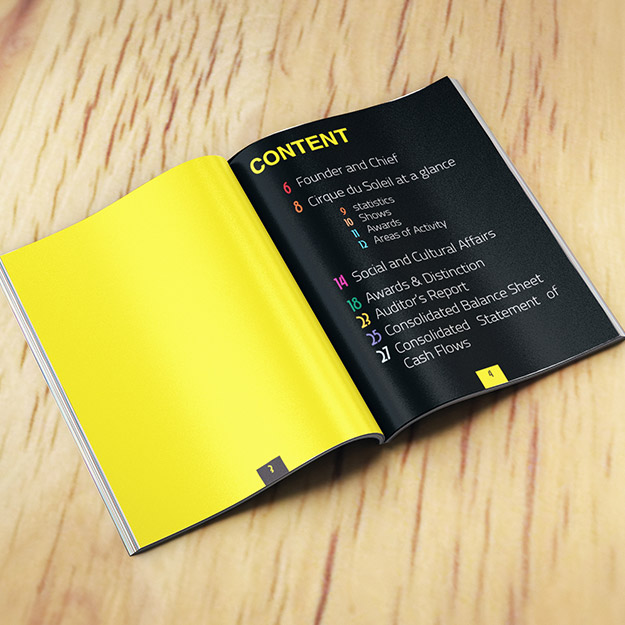 CONTENT
6 Founder and Chief
8 Cirque du Soleil at a glance
9 statistics
10 Shows
11 Awards
12 Areas of Activity
14 Social and Cultural Affairs
18 Awards & Distinction
23 Auditor's Report
25 Consolidated Balance Sheet
27 Consolidated Statement of
Cash Flows
3
4